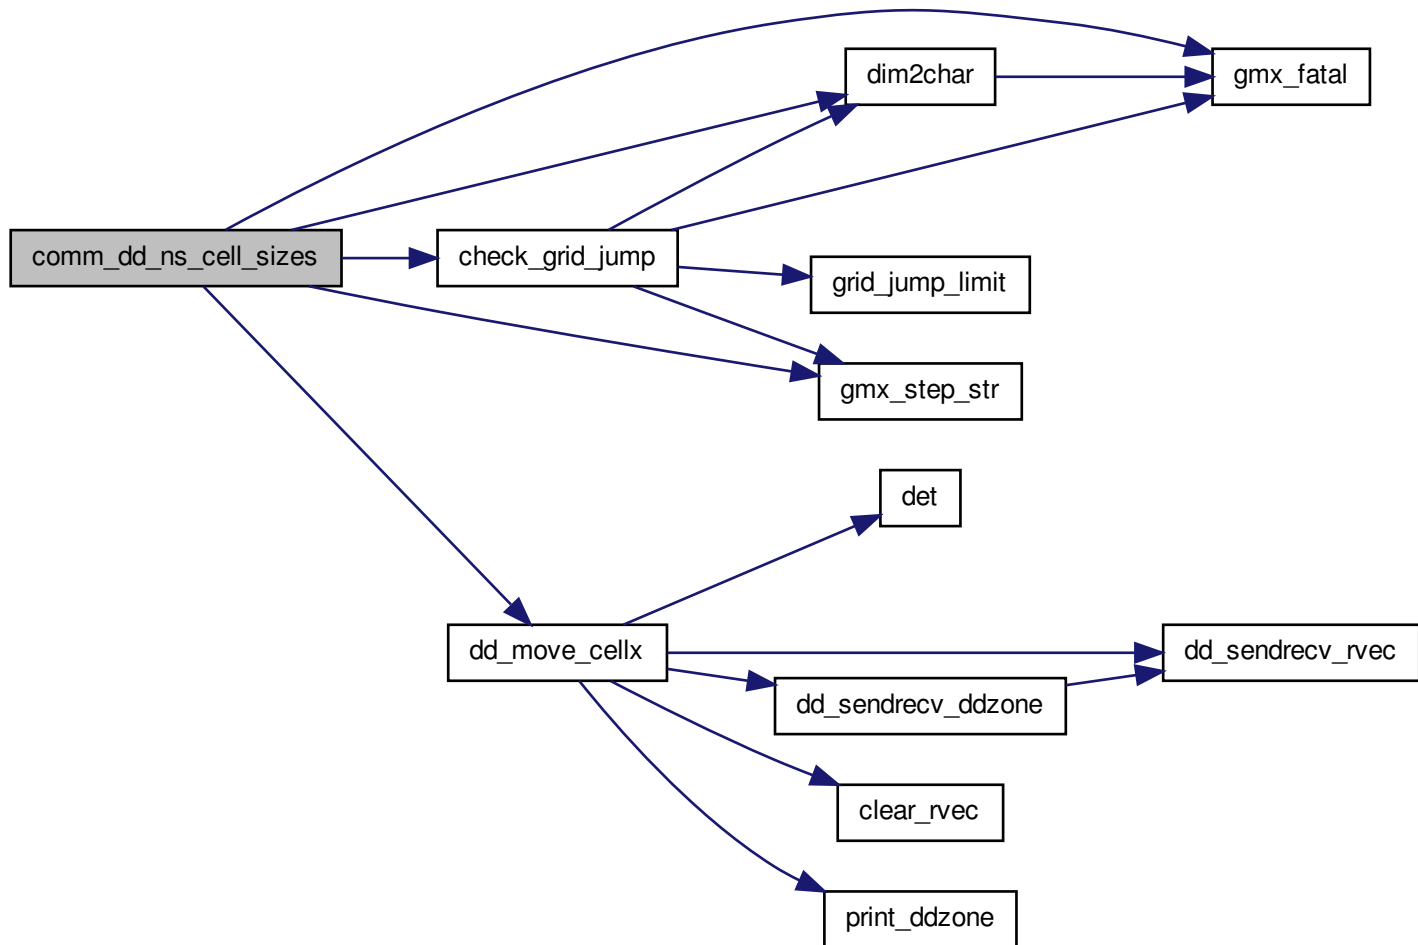 dim2char
gmx_fatal
comm_dd_ns_cell_sizes
check_grid_jump
grid_jump_limit
gmx_step_str
det
dd_move_cellx
dd_sendrecv_rvec
dd_sendrecv_ddzone
clear_rvec
print_ddzone